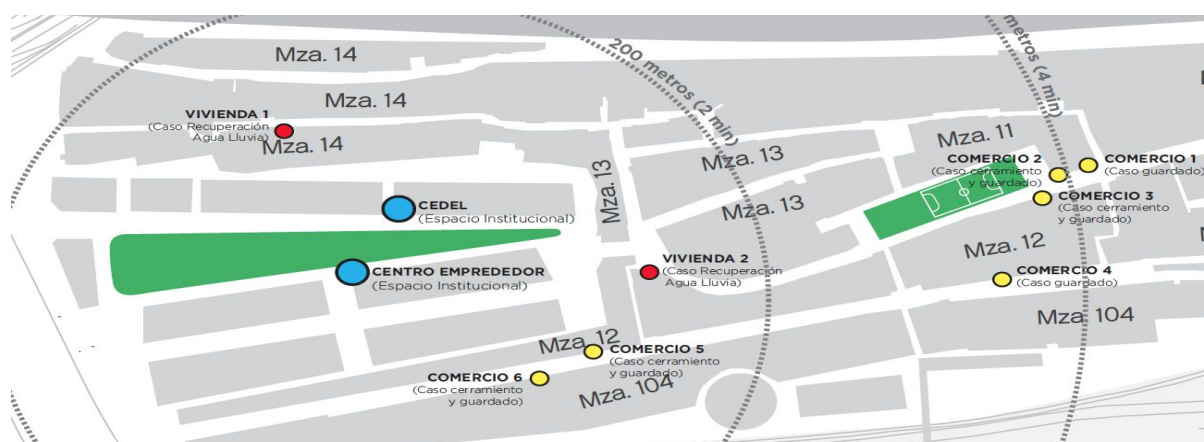 Mza. 14
200 metros (2 min)
metros (4 min)
Mza. 14
VIVIENDA 1
(Caso Recuperación
Agua Lluvia)
Mza. 14
Mza. 13
Mza. 13
Mza. 13
Mza. 11
COMERCIO 2
(Caso cerramiento
y guardado)
COMERCIO 1
(Caso guardado)
COMERCIO 3
(Caso cerramiento
y guardado)
CEDEL
(Espacio Institucional)
Mza. 12
CENTRO EMPREDEDOR
(Espacio Institucional)
VIVIENDA 2
(Caso Recuperación
Agua Lluvia)
COMERCIO 4
(Caso guardado)
Mza. 104
Mza. 12
COMERCIO 5
(Caso cerramiento
y guardado)
COMERCIO 6
(Caso cerramiento
y guardado)
Mza. 104